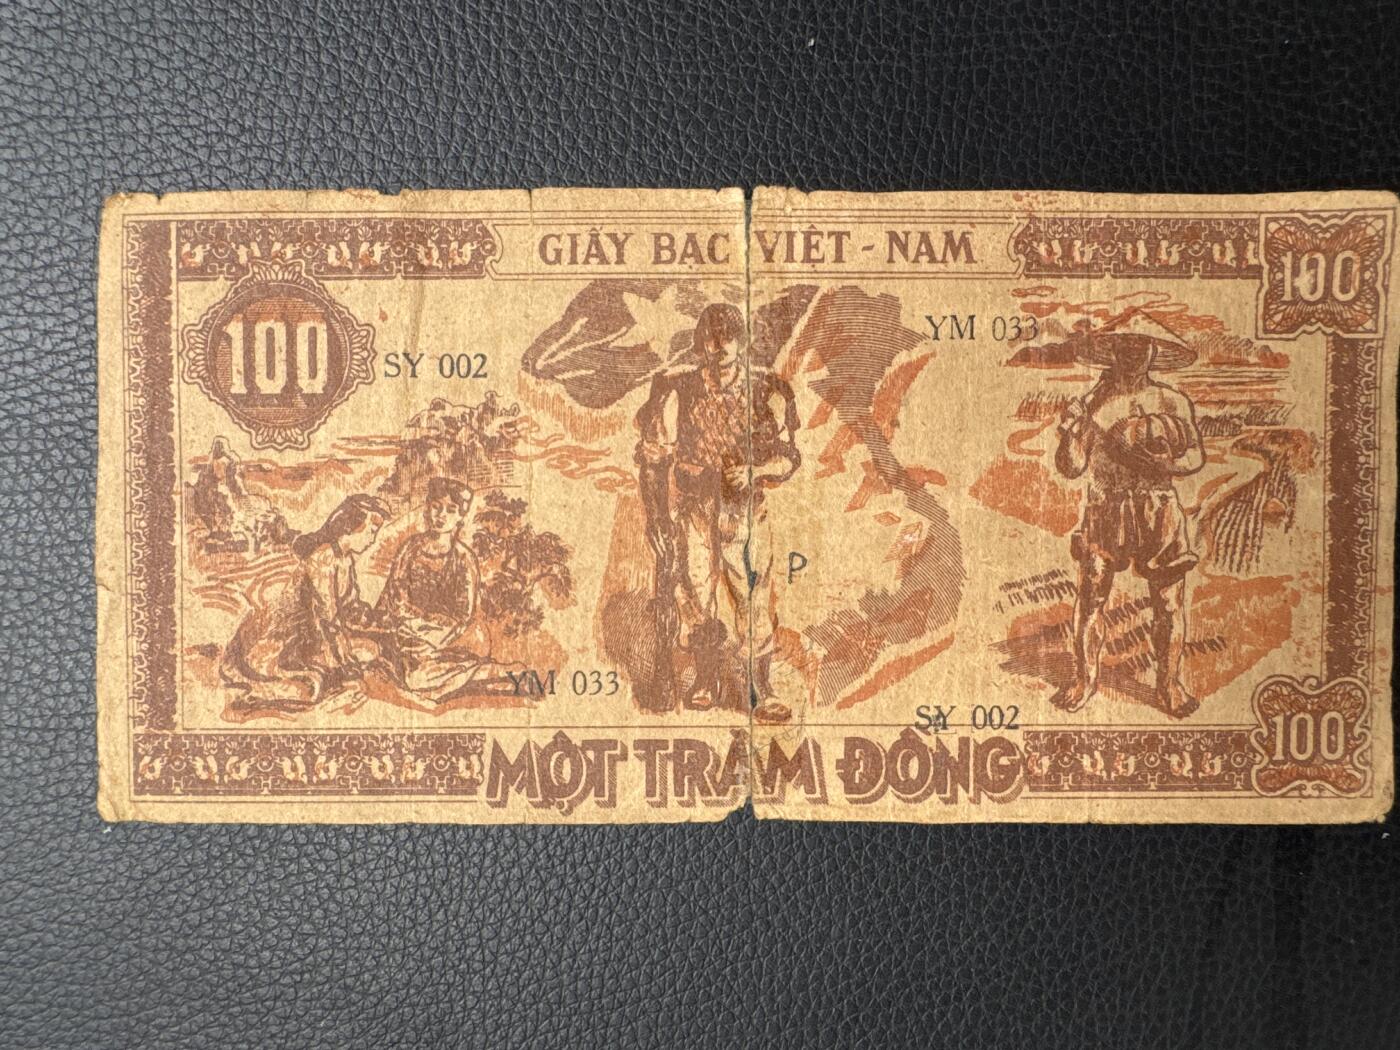 GIẤY BẠC VIỆT - NAM
100
100
YM 033
SY 002
P
YM 033
SY 002
100
MỘT TRĂM ĐỒNG